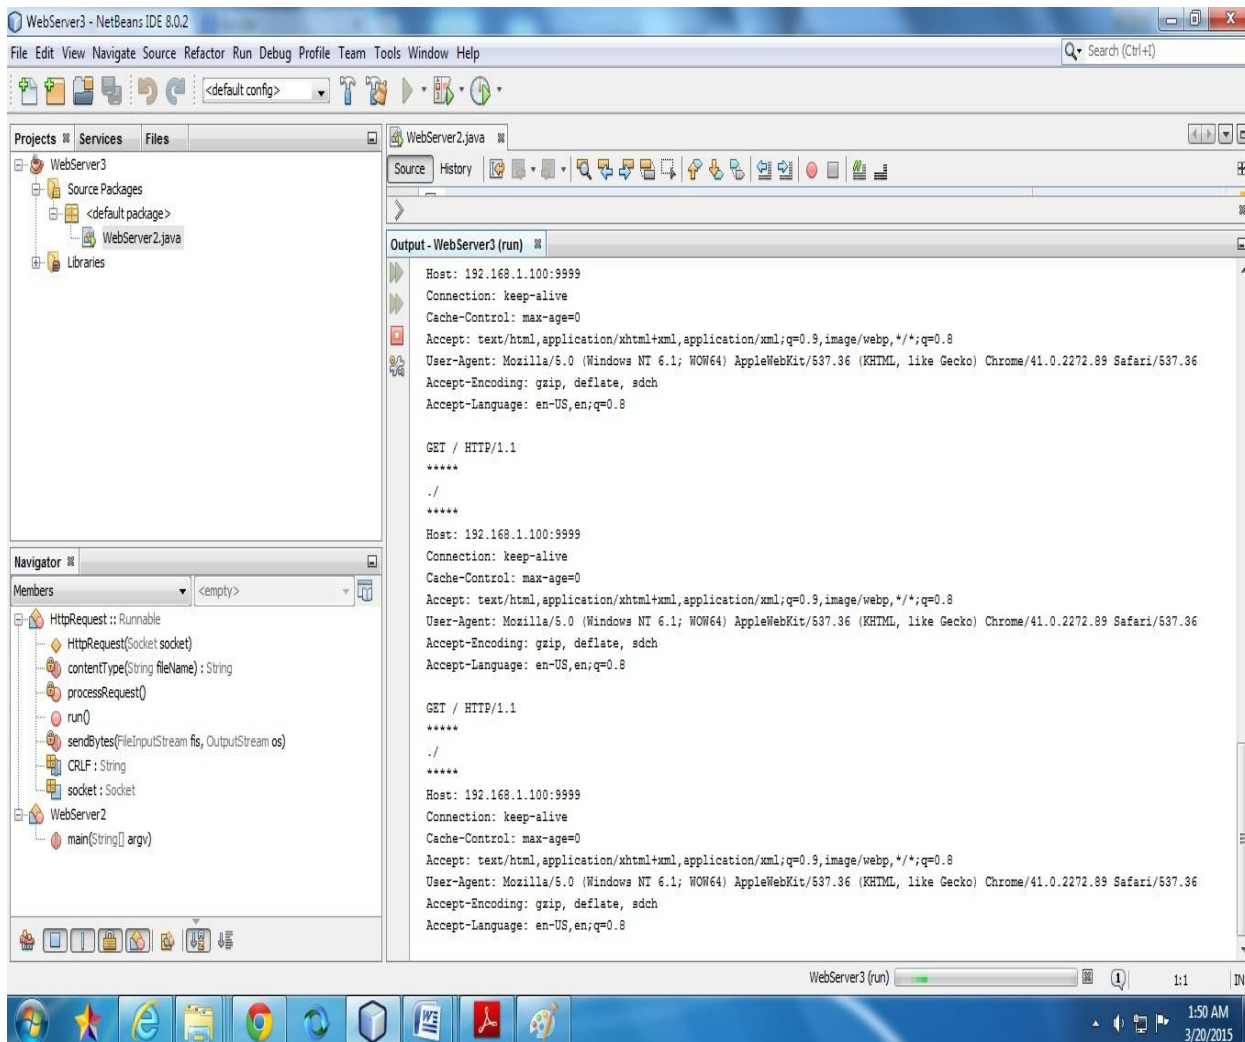 WebServer3 - NetBeans IDE 8.0.2
File Edit View Navigate Source Refactor Run Debug Profile Team Tools Window Help
Search (Ctrl+I)
<default config>
Projects Services Files
WebServer3
Source Packages
<default package>
WebServer2.java
Libraries
Navigator
Members <empty>
HttpRequest :: Runnable
HttpRequest(Socket socket)
contentType(String fileName) : String
processRequest()
run()
sendBytes(FileInputStream fis, OutputStream os)
CRLF : String
socket : Socket
WebServer2
main(String[] argv)
WebServer2.java
Source History
Output - WebServer3 (run)
Host: 192.168.1.100:9999
Connection: keep-alive
Cache-Control: max-age=0
Accept: text/html,application/xhtml+xml,application/xml;q=0.9,image/webp,*/*;q=0.8
User-Agent: Mozilla/5.0 (Windows NT 6.1; WOW64) AppleWebKit/537.36 (KHTML, like Gecko) Chrome/41.0.2272.89 Safari/537.36
Accept-Encoding: gzip, deflate, sdch
Accept-Language: en-US,en;q=0.8
GET / HTTP/1.1
*****
./
*****
Host: 192.168.1.100:9999
Connection: keep-alive
Cache-Control: max-age=0
Accept: text/html,application/xhtml+xml,application/xml;q=0.9,image/webp,*/*;q=0.8
User-Agent: Mozilla/5.0 (Windows NT 6.1; WOW64) AppleWebKit/537.36 (KHTML, like Gecko) Chrome/41.0.2272.89 Safari/537.36
Accept-Encoding: gzip, deflate, sdch
Accept-Language: en-US,en;q=0.8
GET / HTTP/1.1
*****
./
*****
Host: 192.168.1.100:9999
Connection: keep-alive
Cache-Control: max-age=0
Accept: text/html,application/xhtml+xml,application/xml;q=0.9,image/webp,*/*;q=0.8
User-Agent: Mozilla/5.0 (Windows NT 6.1; WOW64) AppleWebKit/537.36 (KHTML, like Gecko) Chrome/41.0.2272.89 Safari/537.36
Accept-Encoding: gzip, deflate, sdch
Accept-Language: en-US,en;q=0.8
WebServer3 (run) 1 1:1 IN
1:50 AM
3/20/2015